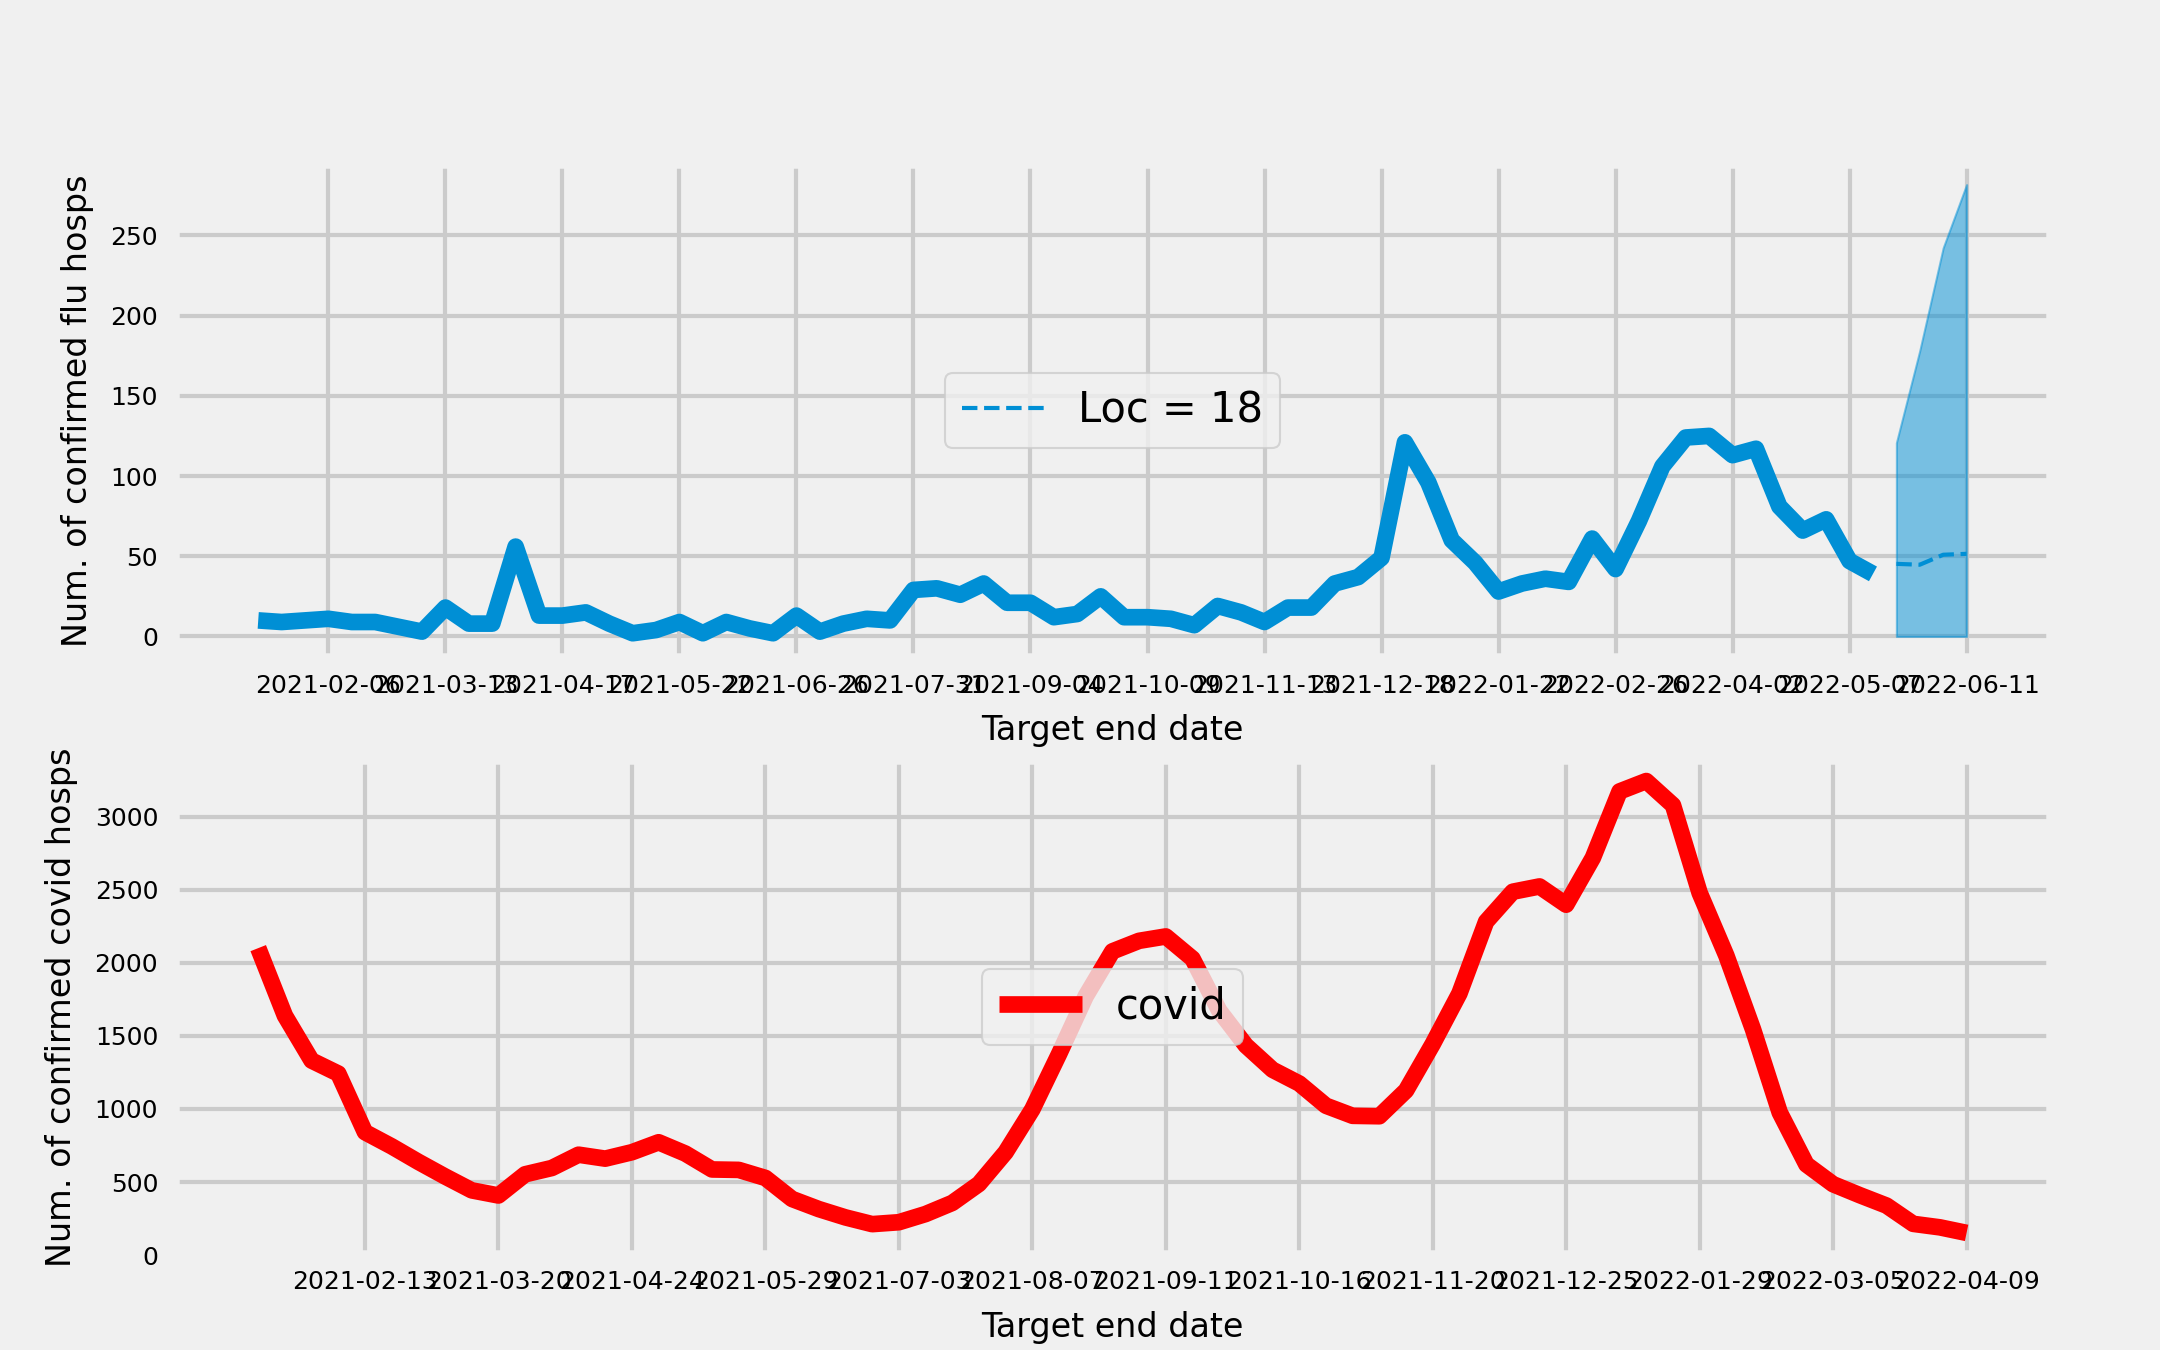 Num. of confirmed flu hosps
250
200
150
100
50
0
Loc = 18
2021-02-06 2021-03-13 2021-04-17 2021-05-22 2021-06-26 2021-07-31 2021-09-04 2021-10-09 2021-11-13 2021-12-18 2022-01-22 2022-02-26 2022-04-02 2022-05-07 2022-06-11
Target end date
Num. of confirmed covid hosps
3000
2500
2000
1500
1000
500
0
covid
2021-02-13 2021-03-20 2021-04-24 2021-05-29 2021-07-03 2021-08-07 2021-09-11 2021-10-16 2021-11-20 2021-12-25 2022-01-29 2022-03-05 2022-04-09
Target end date